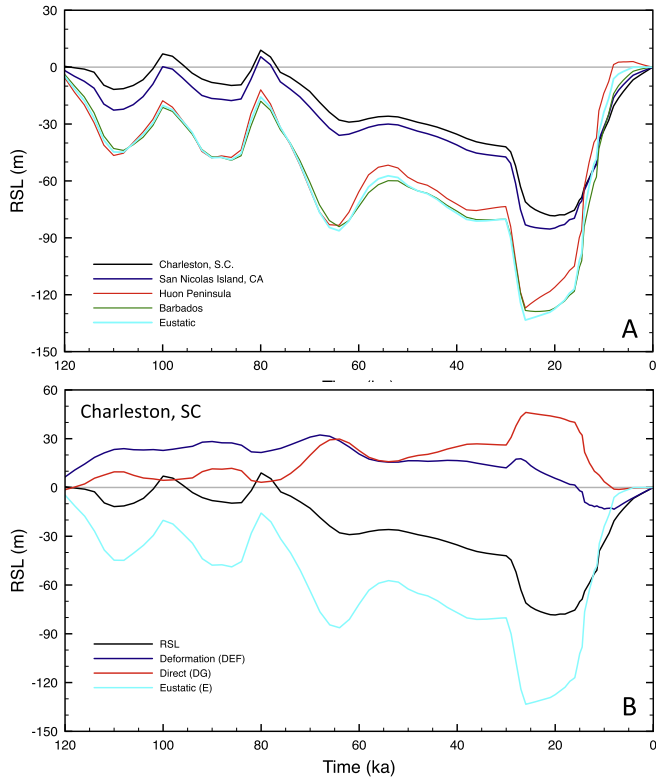 30
0
-30
-60
-90
-120
-150
RSL (m)
Charleston, S.C.
San Nicolas Island, CA
Huon Peninsula
Barbados
Eustatic
A
120
100
80
60
40
20
0
60
30
0
-30
-60
-90
-120
-150
RSL (m)
Charleston, SC
RSL
Deformation (DEF)
Direct (DG)
Eustatic (E)
B
120
100
80
60
40
20
0
Time (ka)